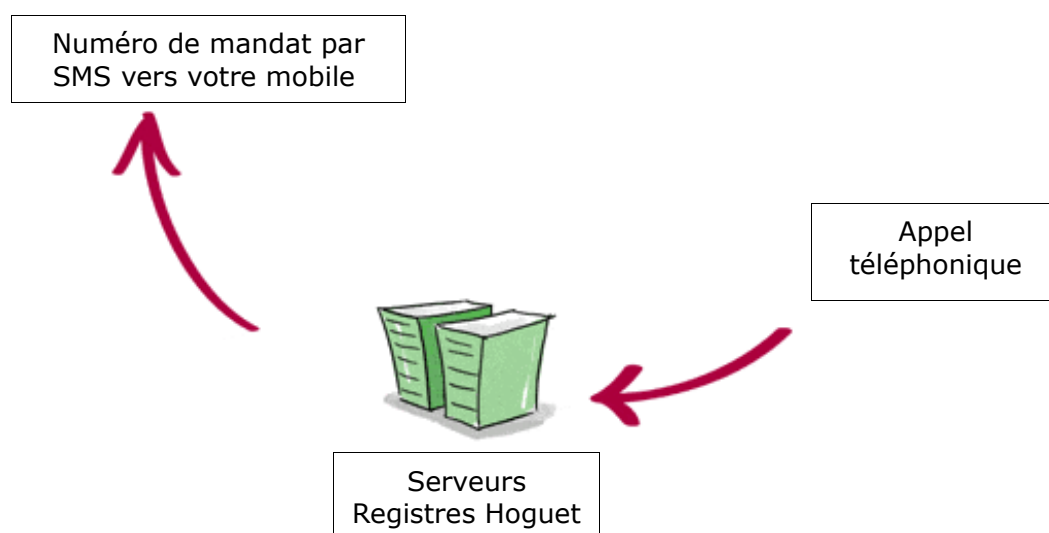 Numéro de mandat par
SMS vers votre mobile
Appel
téléphonique
Serveurs
Registres Hoguet